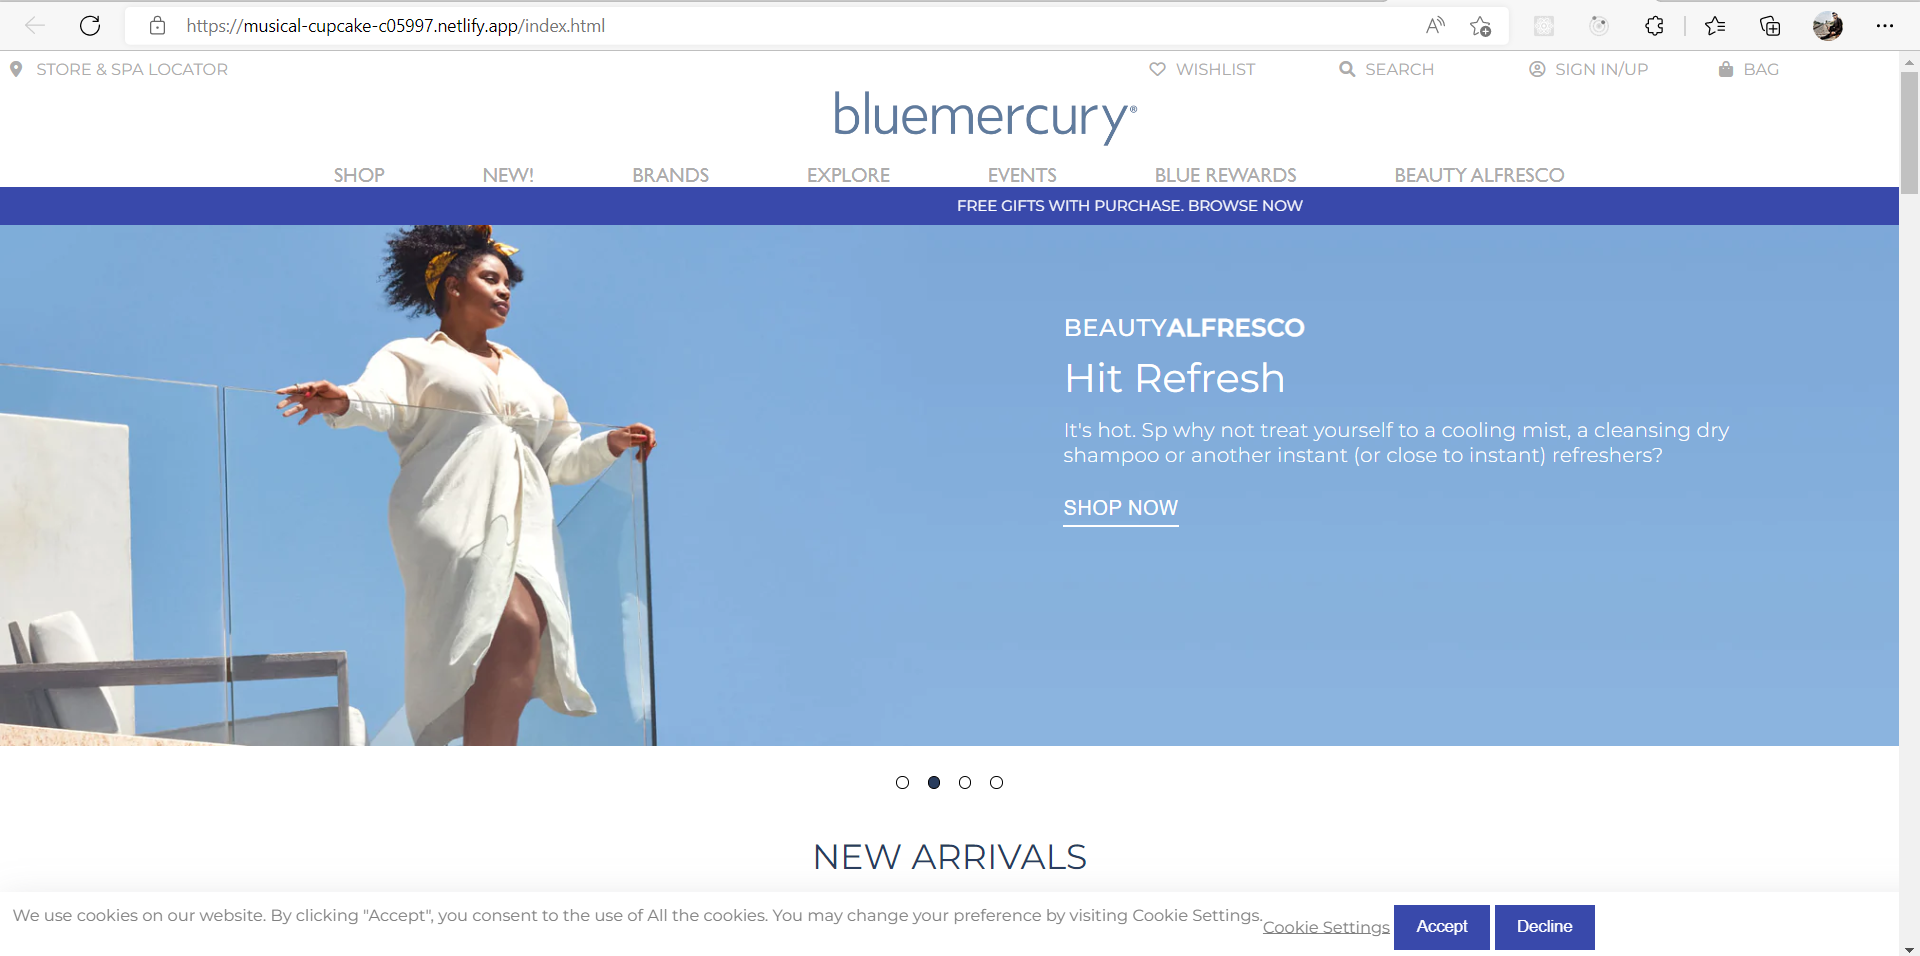 https://musical-cupcake-c05997.netlify.app/index.html
STORE & SPA LOCATOR
WISHLIST
SEARCH
SIGN IN/UP
BAG
bluemercury®
SHOP
NEW!
BRANDS
EXPLORE
EVENTS
BLUE REWARDS
BEAUTY ALFRESCO
FREE GIFTS WITH PURCHASE. BROWSE NOW
BEAUTYALFRESCO
Hit Refresh
It's hot. Sp why not treat yourself to a cooling mist, a cleansing dry
shampoo or another instant (or close to instant) refreshers?
SHOP NOW
NEW ARRIVALS
We use cookies on our website. By clicking "Accept", you consent to the use of All the cookies. You may change your preference by visiting Cookie Settings.
Cookie Settings
Accept
Decline